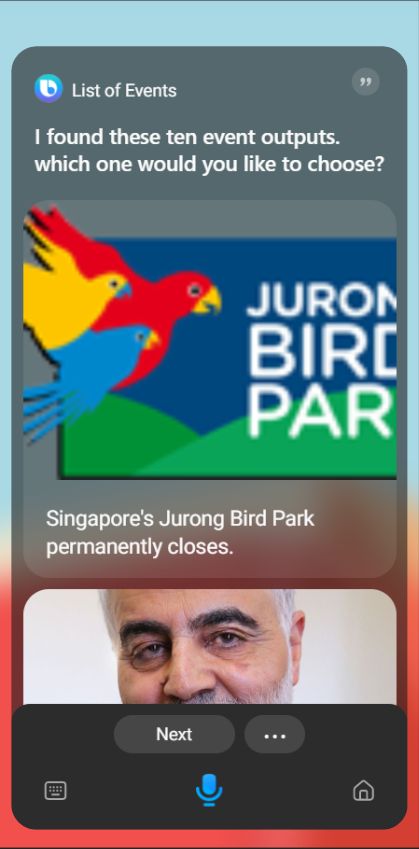 List of Events
I found these ten event outputs.
which one would you like to choose?
JURON
BIRD
PAR
Singapore's Jurong Bird Park
permanently closes.
Next